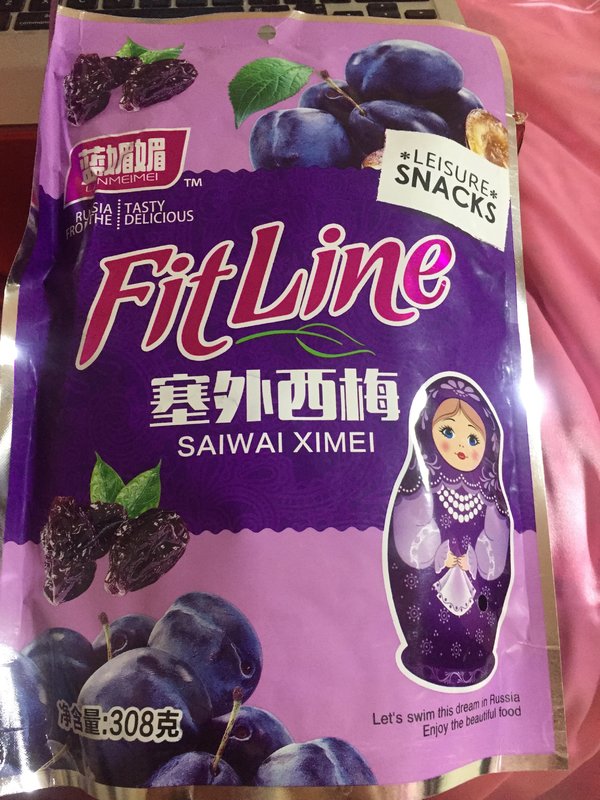 *LEISURE*
SNACKS
蓝媚媚
LANMEIMEI
TM
RUSSIA
FROM THE
TASTY
DELICIOUS
FitLine
塞外西梅
SAIWAI XIMEI
净含量:308克
Let's swim this dream in Russia
Enjoy the beautiful food